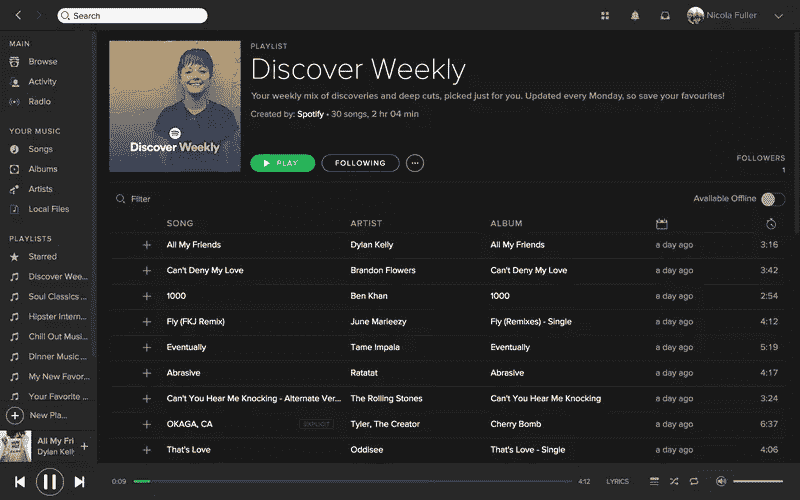 Search
Nicola Fuller
MAIN
Browse
Activity
Radio
YOUR MUSIC
Songs
Albums
Artists
Local Files
PLAYLISTS
Starred
Discover Wee...
Soul Classics ...
Hipster Intern...
Chill Out Musi...
Dinner Music ...
My New Favor...
Your Favorite ...
New Pla...
All My Fri
Dylan Kelly
Discover Weekly
PLAYLIST
Discover Weekly
Your weekly mix of discoveries and deep cuts, picked just for you. Updated every Monday, so save your favourites!
Created by: Spotify • 30 songs, 2 hr 04 min
PLAY FOLLOWING
FOLLOWERS
1
Filter Available Offline
SONG ARTIST ALBUM
All My Friends Dylan Kelly All My Friends a day ago 3:16
Can't Deny My Love Brandon Flowers Can't Deny My Love a day ago 3:42
1000 Ben Khan 1000 a day ago 2:54
Fly (FKJ Remix) June Marieezy Fly (Remixes) - Single a day ago 4:12
Eventually Tame Impala Eventually a day ago 5:19
Abrasive Ratatat Abrasive a day ago 4:17
Can't You Hear Me Knocking - Alternate Ver... The Rolling Stones Can't You Hear Me Knocking a day ago 3:24
OKAGA, CA EXPLICIT Tyler, The Creator Cherry Bomb a day ago 6:37
That's Love Oddisee That's Love - Single a day ago 4:06
0:09 4:12 LYRICS